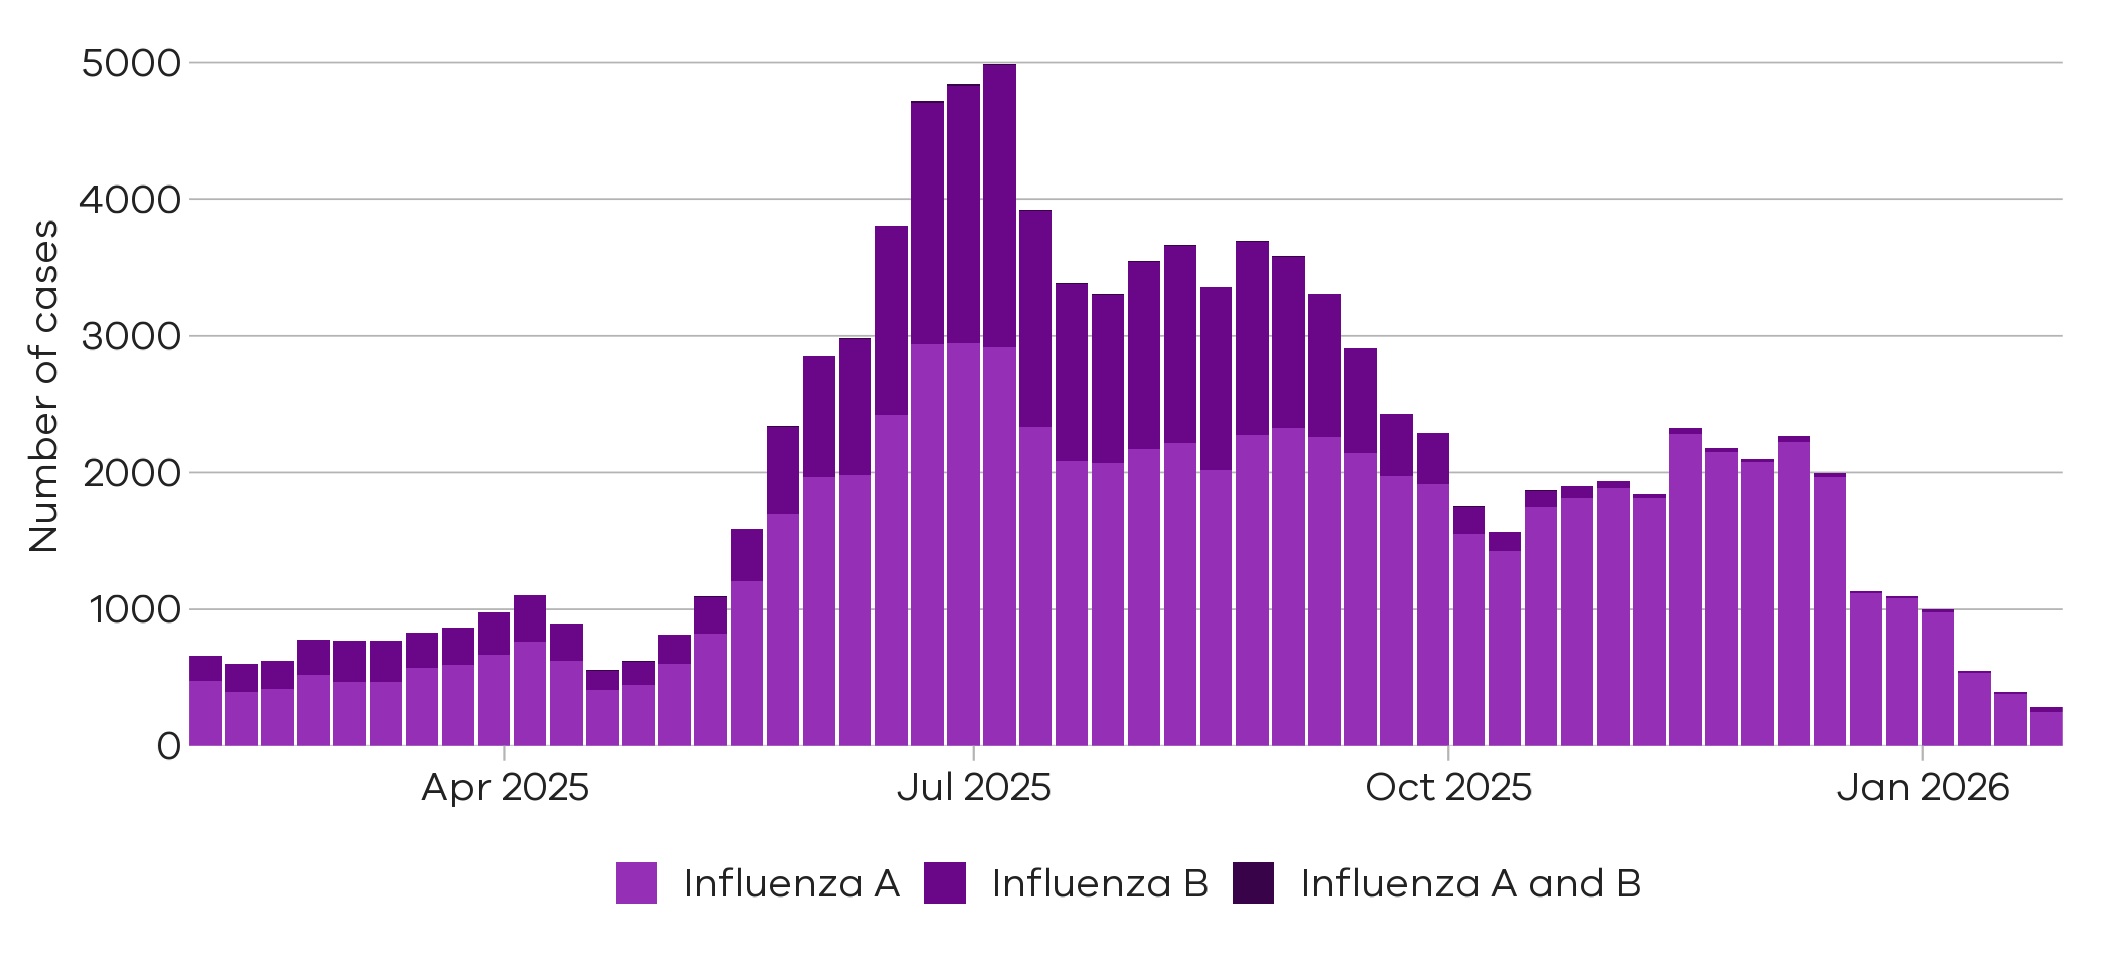 Number of cases
5000
4000
3000
2000
1000
0
Apr 2025 Jul 2025 Oct 2025 Jan 2026
Influenza A Influenza B Influenza A and B